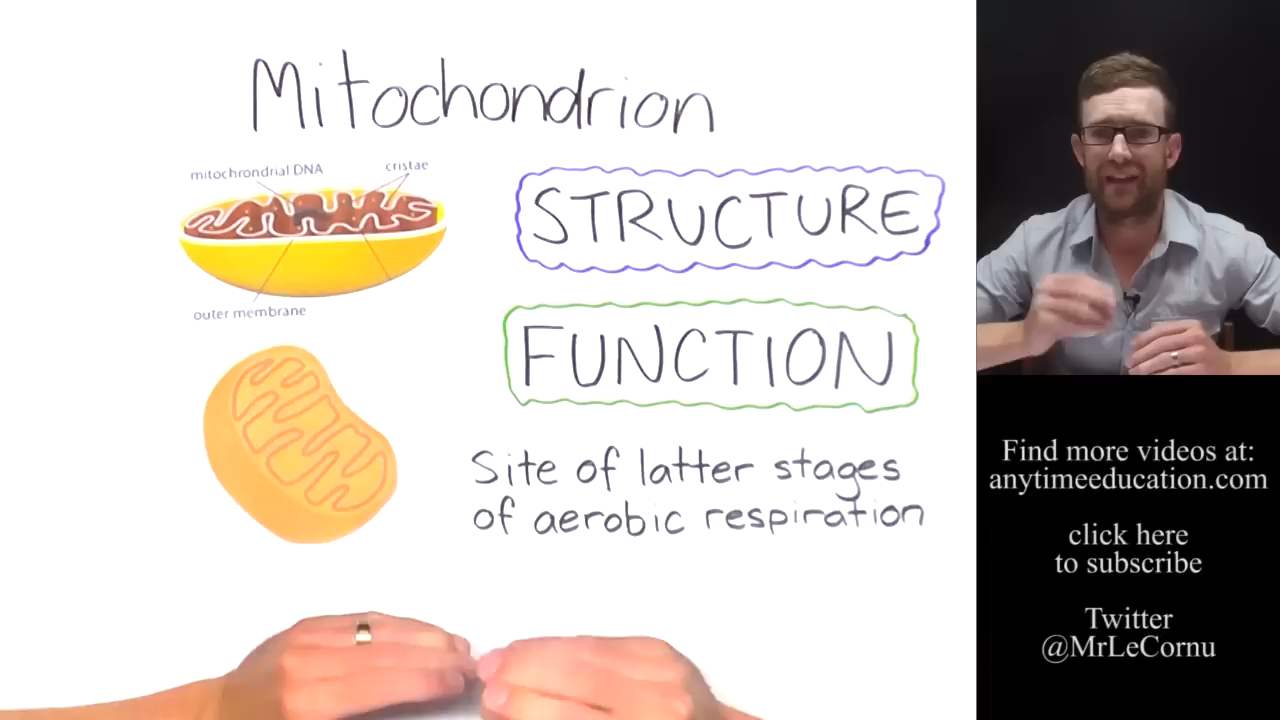 Mitochondrion
mitochrondrial DNA
cristae
outer membrane
STRUCTURE
FUNCTION
Site of latter stages
of aerobic respiration
Find more videos at:
anytimeeducation.com
click here
to subscribe
Twitter
@MrLeCornu